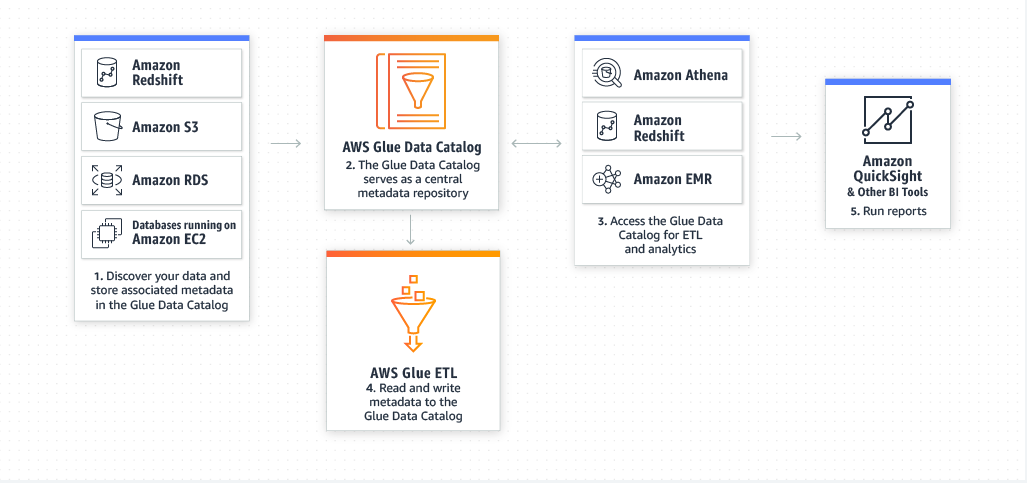 Amazon
Redshift
Amazon S3
Amazon RDS
Databases running on
Amazon EC2
1. Discover your data and
store associated metadata
in the Glue Data Catalog
AWS Glue Data Catalog
2. The Glue Data Catalog
serves as a central
metadata repository
AWS Glue ETL
4. Read and write
metadata to the
Glue Data Catalog
Amazon Athena
Amazon
Redshift
Amazon EMR
3. Access the Glue Data
Catalog for ETL
and analytics
Amazon
QuickSight
& Other BI Tools
5. Run reports